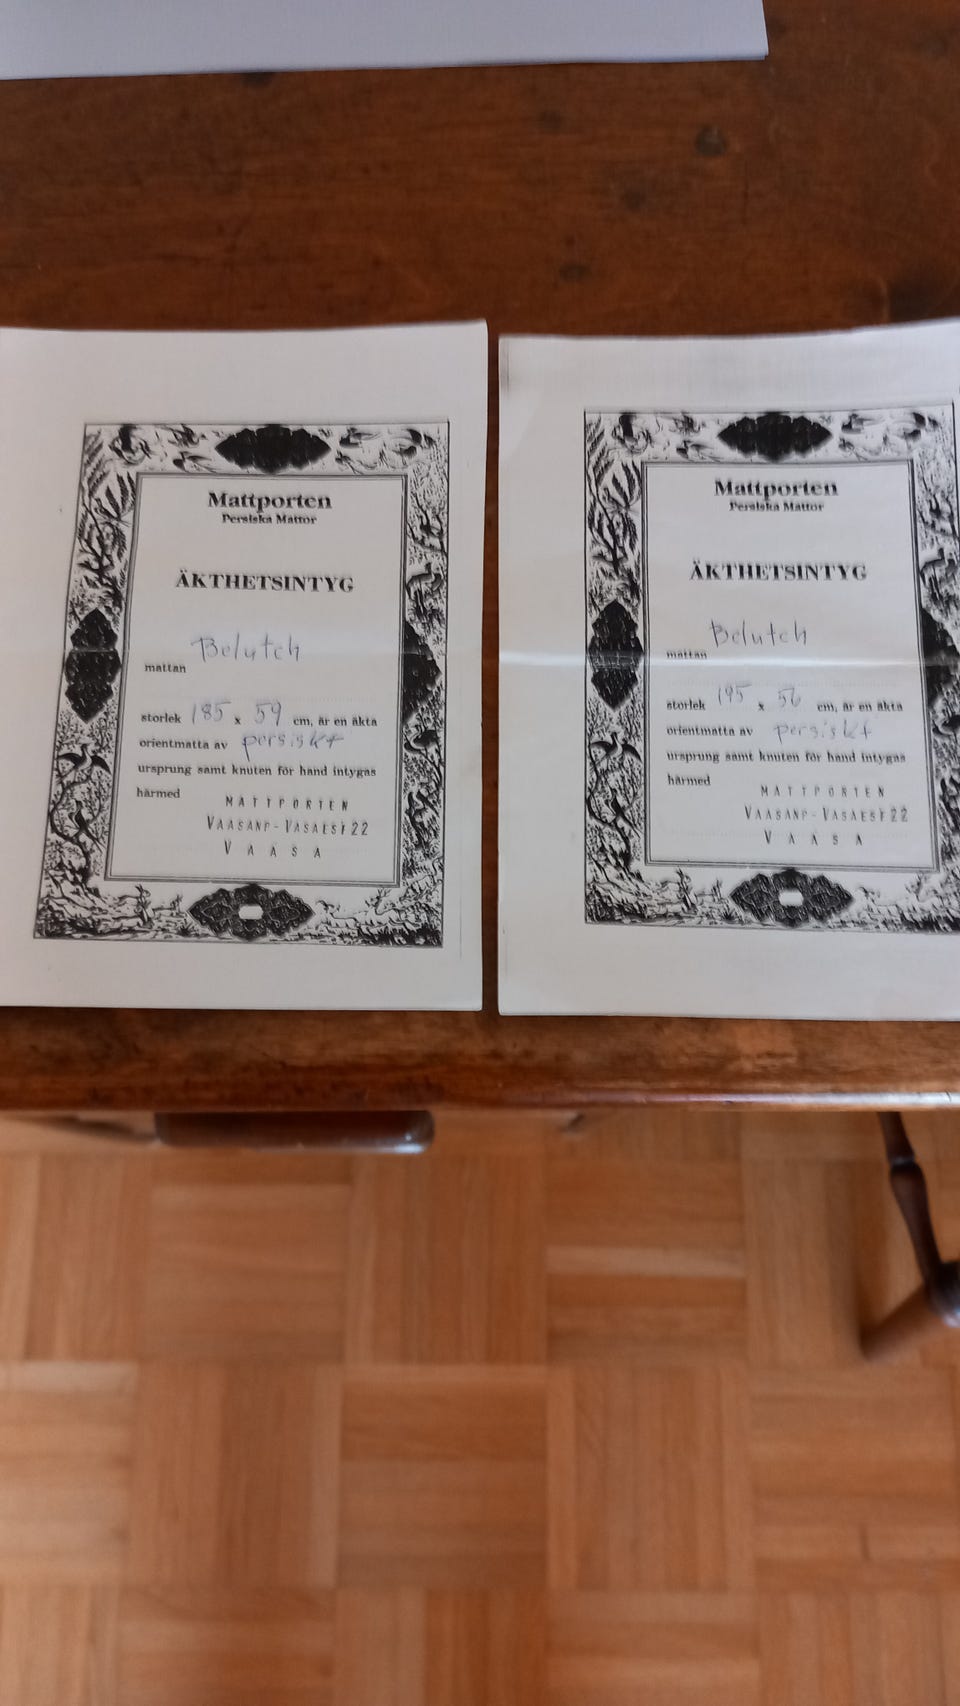 Mattporten
Persiska Mattor
ÄKTHETSINTYG
Belutch
mattan
storlek 185 x 59 cm, är en äkta
orientmatta av persiskt
ursprung samt knuten för hand intygas
härmed
MATTPORTEN
VAASANP-VASAESP 22
VAASA
Mattporten
Persiska Mattor
ÄKTHETSINTYG
Belutch
mattan
storlek 195 x 56 cm, är en äkta
orientmatta av persiskt
ursprung samt knuten för hand intygas
härmed
MATTPORTEN
VAASANP-VASAESP 22
VAASA